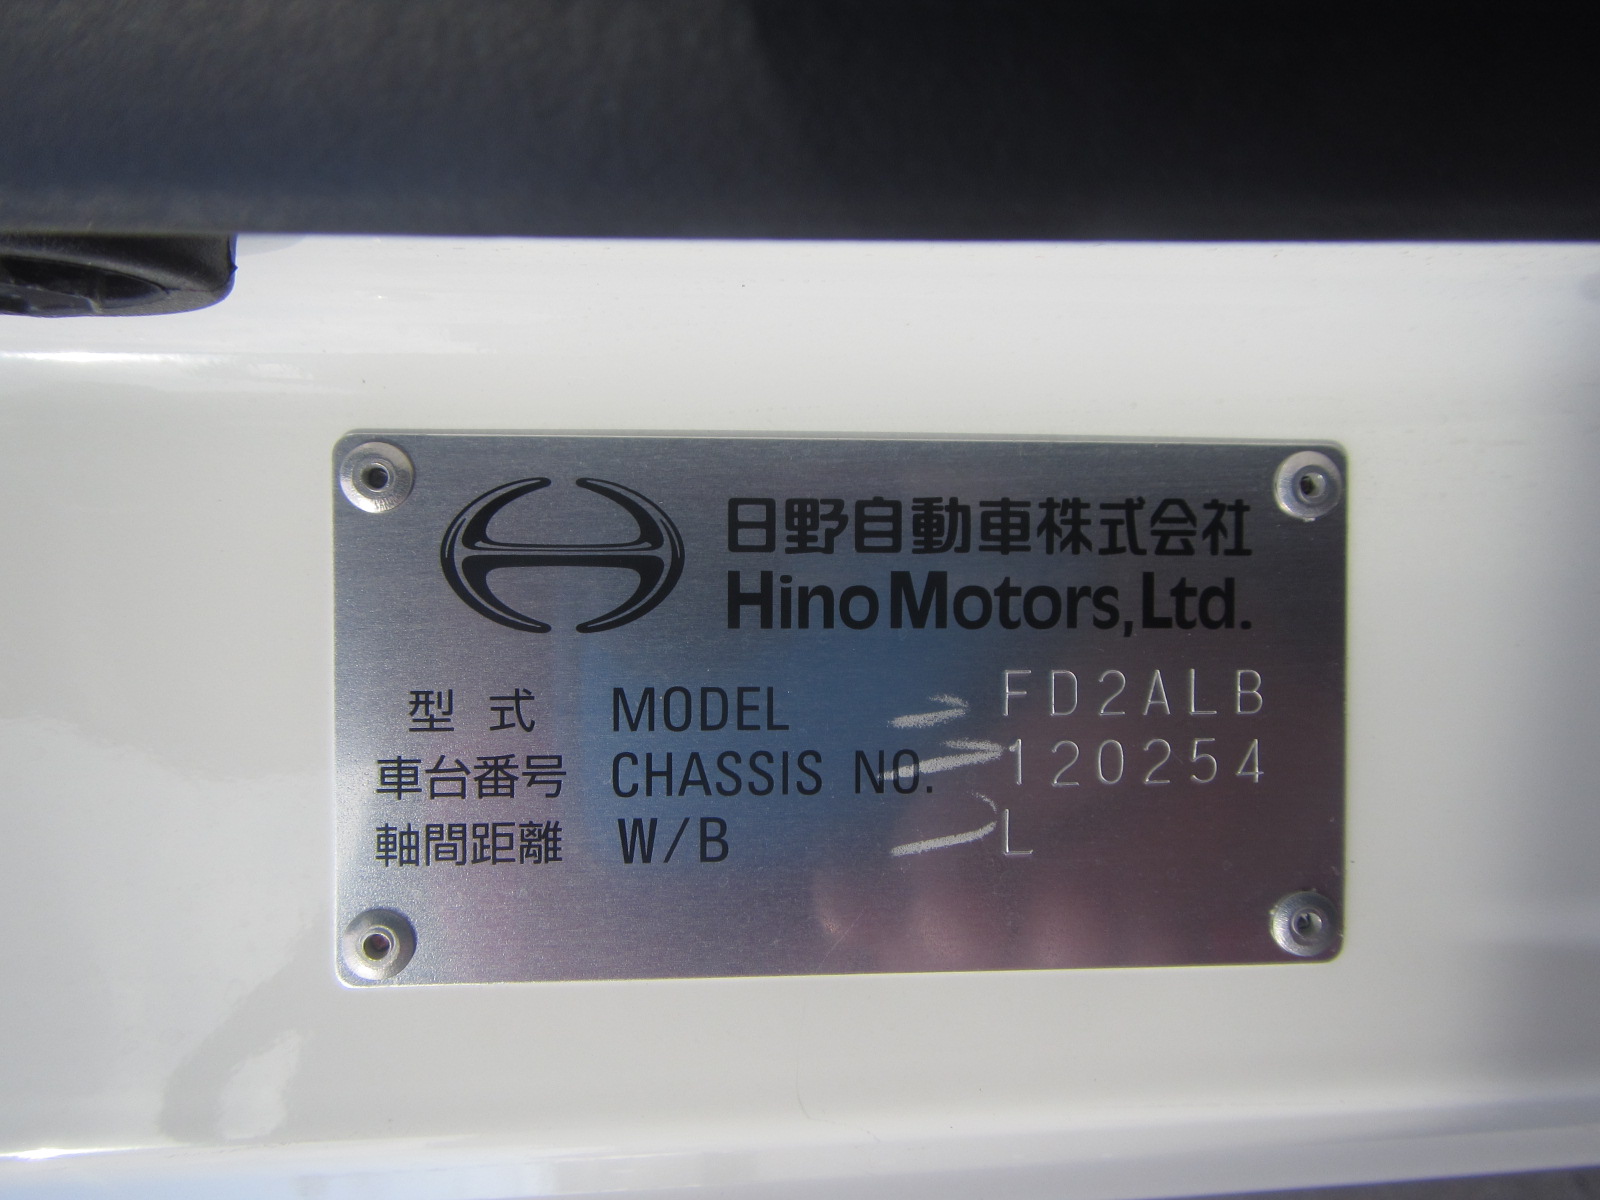 日野自動車株式会社
Hino Motors, Ltd.
型式 MODEL FD2ALB
車台番号 CHASSIS NO. 120254
軸間距離 W/B L